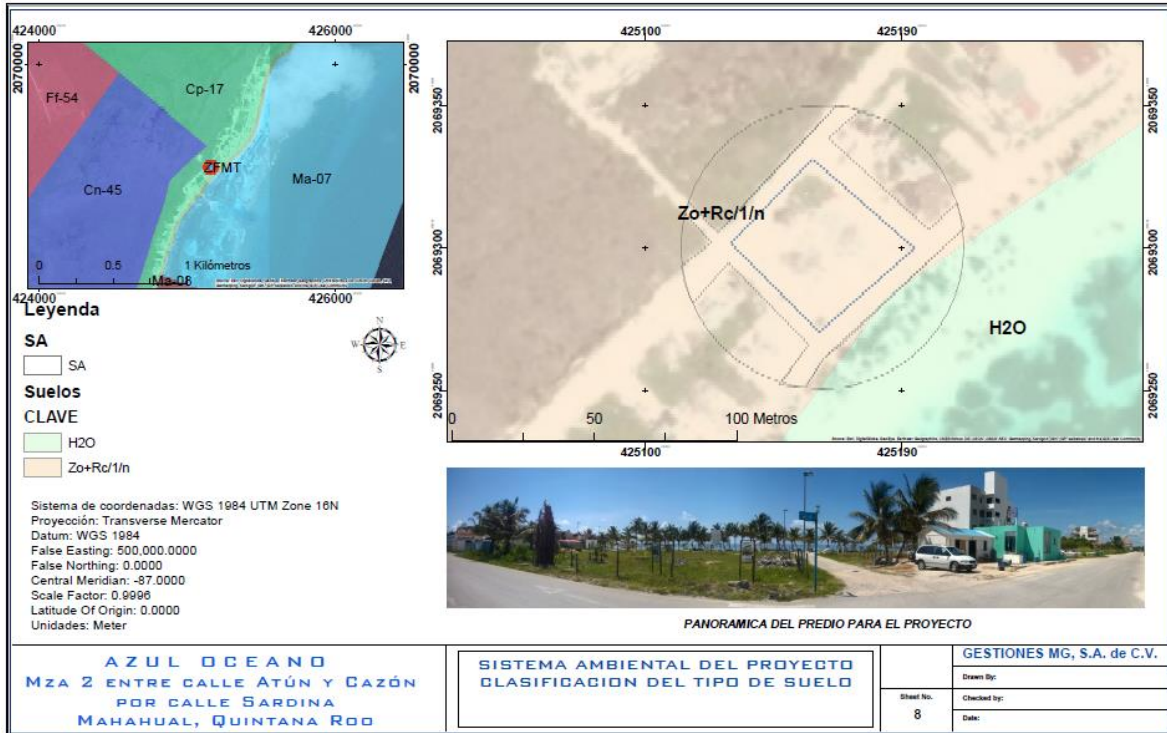 424000
426000
2070000
2070000
Cp-17
Ff-54
ZFMT
Cn-45
Ma-07
0
0.5
1 Kilómetros
Ma-08
424000
426000
425100
425190
2069350
2069350
Zo+Rc/1/n
2069300
2069300
H2O
2069250
2069250
0
50
100 Metros
425100
425190
Leyenda
SA
SA
Suelos
CLAVE
H2O
Zo+Rc/1/n
N
W
E
S
Sistema de coordenadas: WGS 1984 UTM Zone 16N
Proyección: Transverse Mercator
Datum: WGS 1984
False Easting: 500,000.0000
False Northing: 0.0000
Central Meridian: -87.0000
Scale Factor: 0.9996
Latitude Of Origin: 0.0000
Unidades: Meter
PANORAMICA DEL PREDIO PARA EL PROYECTO
AZUL OCEANO
MZA 2 ENTRE CALLE ATÚN Y CAZÓN
POR CALLE SARDINA
MAHAHUAL, QUINTANA ROO
SISTEMA AMBIENTAL DEL PROYECTO
CLASIFICACION DEL TIPO DE SUELO
GESTIONES MG, S.A. de C.V.
Drawn By:
Sheet No.
8
Checked by:
Date: